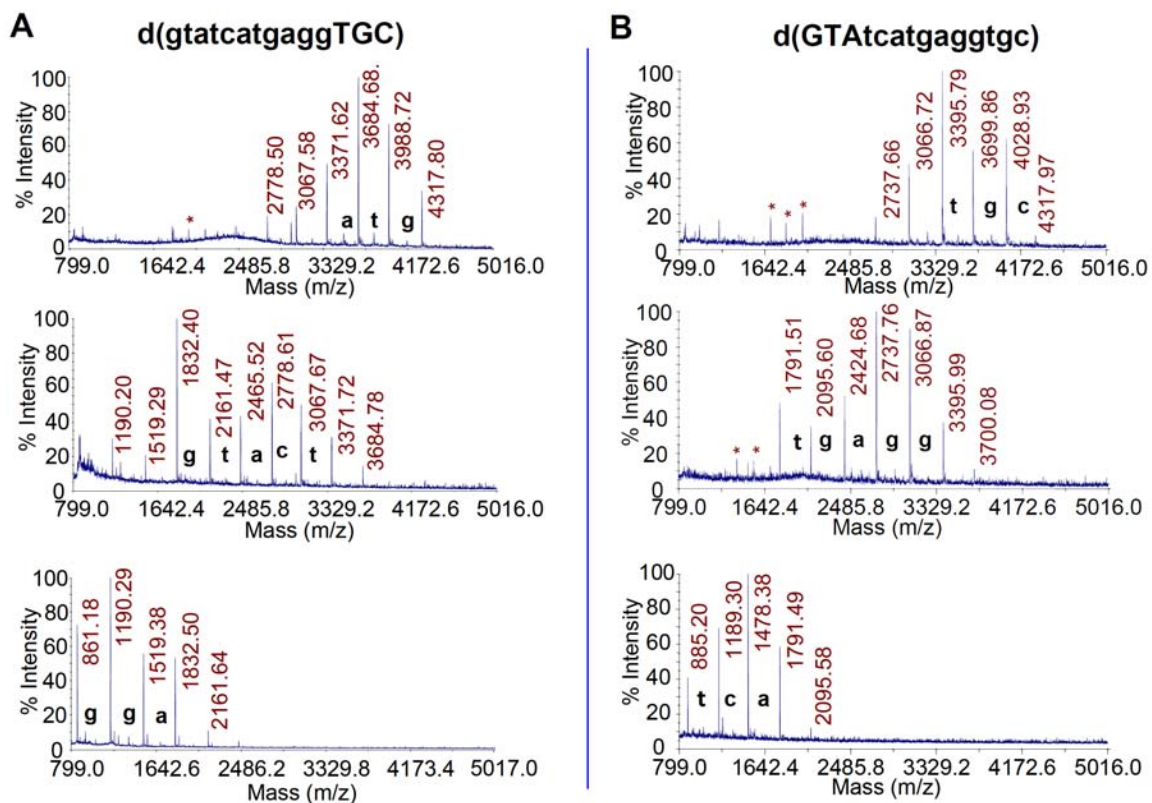 A
d(gtatcatgaggTGC)
% Intensity
100
80
60
40
20
0
*
2778.50
3067.58
3371.62
3684.68.
3988.72
4317.80
a t g
799.0 1642.4 2485.8 3329.2 4172.6 5016.0
Mass (m/z)
% Intensity
100
80
60
40
20
0
1190.20
1519.29
1832.40
2161.47
2465.52
2778.61
3067.67
3371.72
3684.78
g t a c t
799.0 1642.4 2485.8 3329.2 4172.6 5016.0
Mass (m/z)
% Intensity
100
80
60
40
20
0
861.18
1190.29
1519.38
1832.50
2161.64
g g a
799.0 1642.6 2486.2 3329.8 4173.4 5017.0
Mass (m/z)
B
d(GTAtcatgaggtgc)
% Intensity
100
80
60
40
20
0
* * *
2737.66
3066.72
3395.79
3699.86
4028.93
4317.97
t g c
799.0 1642.4 2485.8 3329.2 4172.6 5016.0
Mass (m/z)
% Intensity
100
80
60
40
20
0
* *
1791.51
2095.60
2424.68
2737.76
3066.87
3395.99
3700.08
t g a g g
799.0 1642.4 2485.8 3329.2 4172.6 5016.0
Mass (m/z)
% Intensity
100
80
60
40
20
0
885.20
1189.30
1478.38
1791.49
2095.58
t c a
799.0 1642.4 2485.8 3329.2 4172.6 5016.0
Mass (m/z)